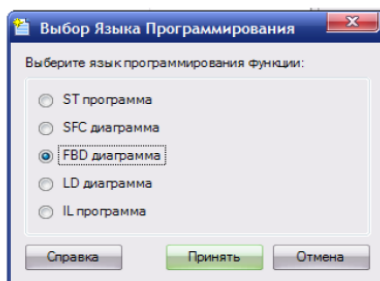 Выбор Языка Программирования
Выберите язык программирования функции:
ST программа
SFC диаграмма
FBD диаграмма
LD диаграмма
IL программа
Справка Принять Отмена